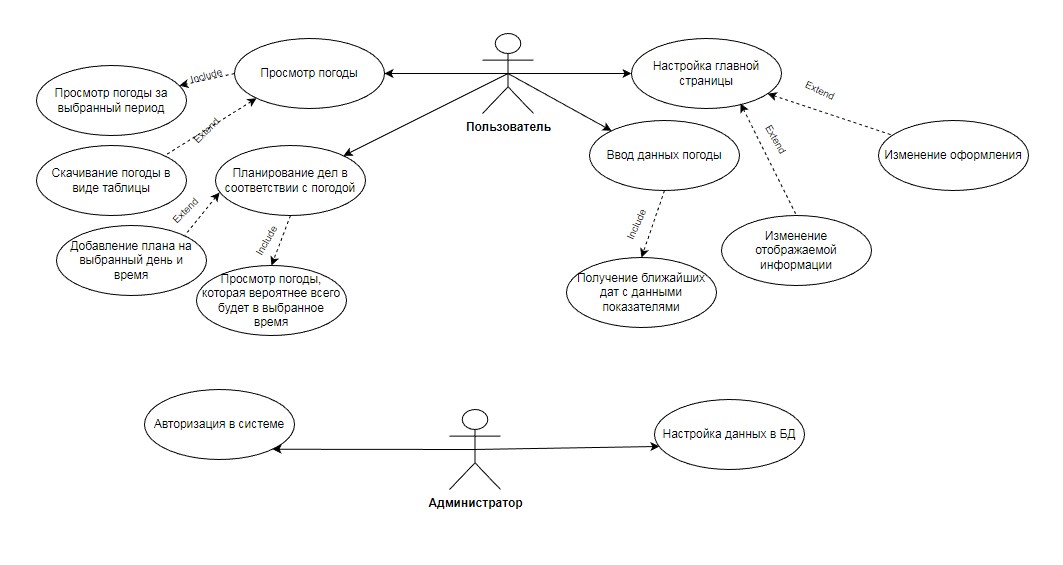 Просмотр погоды
Настройка главной
страницы
Include
Просмотр погоды за
выбранный период
Extend
Пользователь
Extend
Extend
Ввод данных погоды
Изменение оформления
Скачивание погоды в
виде таблицы
Планирование дел в
соответствии с погодой
Extend
Include
Include
Добавление плана на
выбранный день и
время
Изменение
отображаемой
информации
Просмотр погоды,
которая вероятнее всего
будет в выбранное
время
Получение ближайших
дат с данными
показателями
Авторизация в системе
Настройка данных в БД
Администратор